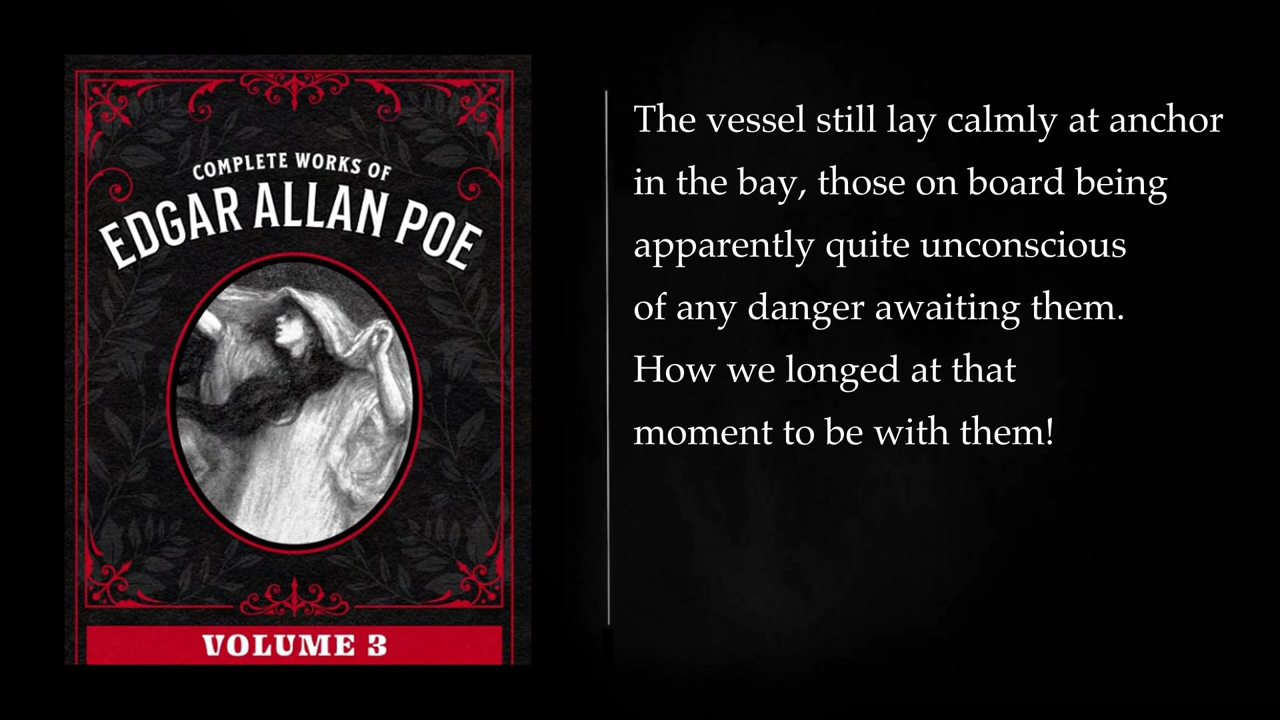 COMPLETE WORKS OF
EDGAR ALLAN POE
VOLUME 3
The vessel still lay calmly at anchor
in the bay, those on board being
apparently quite unconscious
of any danger awaiting them.
How we longed at that
moment to be with them!